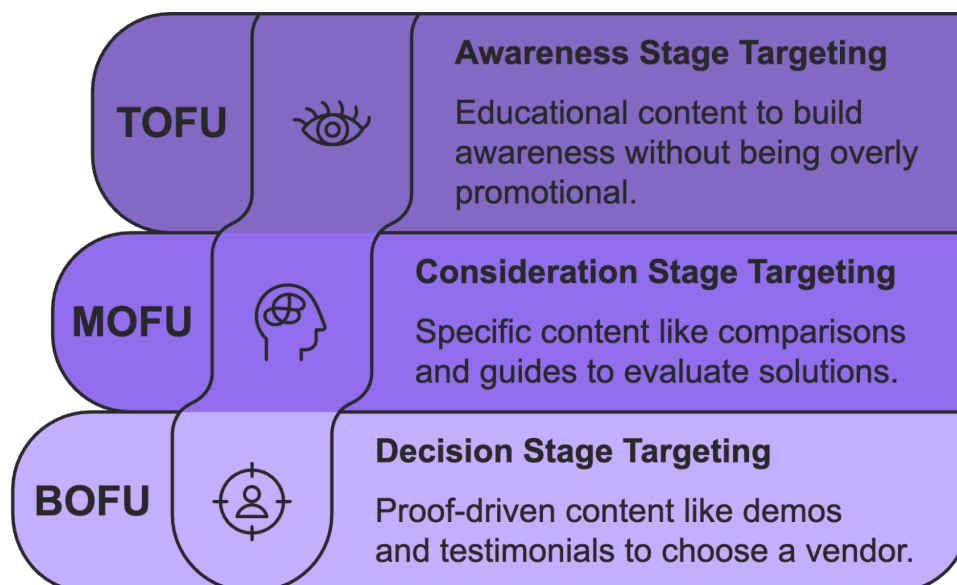 TOFU
Awareness Stage Targeting
Educational content to build
awareness without being overly
promotional.
MOFU
Consideration Stage Targeting
Specific content like comparisons
and guides to evaluate solutions.
BOFU
Decision Stage Targeting
Proof-driven content like demos
and testimonials to choose a vendor.